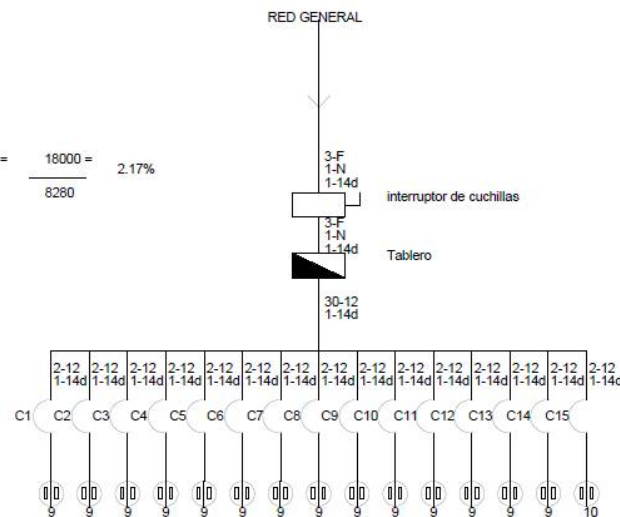 RED GENERAL
= 18000 = 2.17%
8280
3-F
1-N
1-14d
interruptor de cuchillas
3-F
1-N
1-14d
Tablero
30-12
1-14d
2-12 2-12 2-12 2-12 2-12 2-12 2-12 2-12 2-12 2-12 2-12 2-12 2-12 2-12 2-12
1-14d 1-14d 1-14d 1-14d 1-14d 1-14d 1-14d 1-14d 1-14d 1-14d 1-14d 1-14d 1-14d 1-14d 1-14d
C1 C2 C3 C4 C5 C6 C7 C8 C9 C10 C11 C12 C13 C14 C15
9 9 9 9 9 9 9 9 9 9 9 9 9 9 10